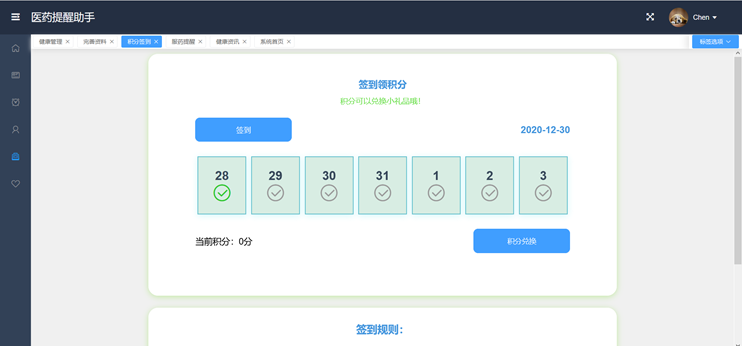 医药提醒助手
Chen
健康管理
完善资料
积分签到
服药提醒
健康资讯
系统首页
标签选项
签到领积分
积分可以兑换小礼品哦!
签到
2020-12-30
28 29 30 31 1 2 3
当前积分：0分
积分兑换
签到规则：